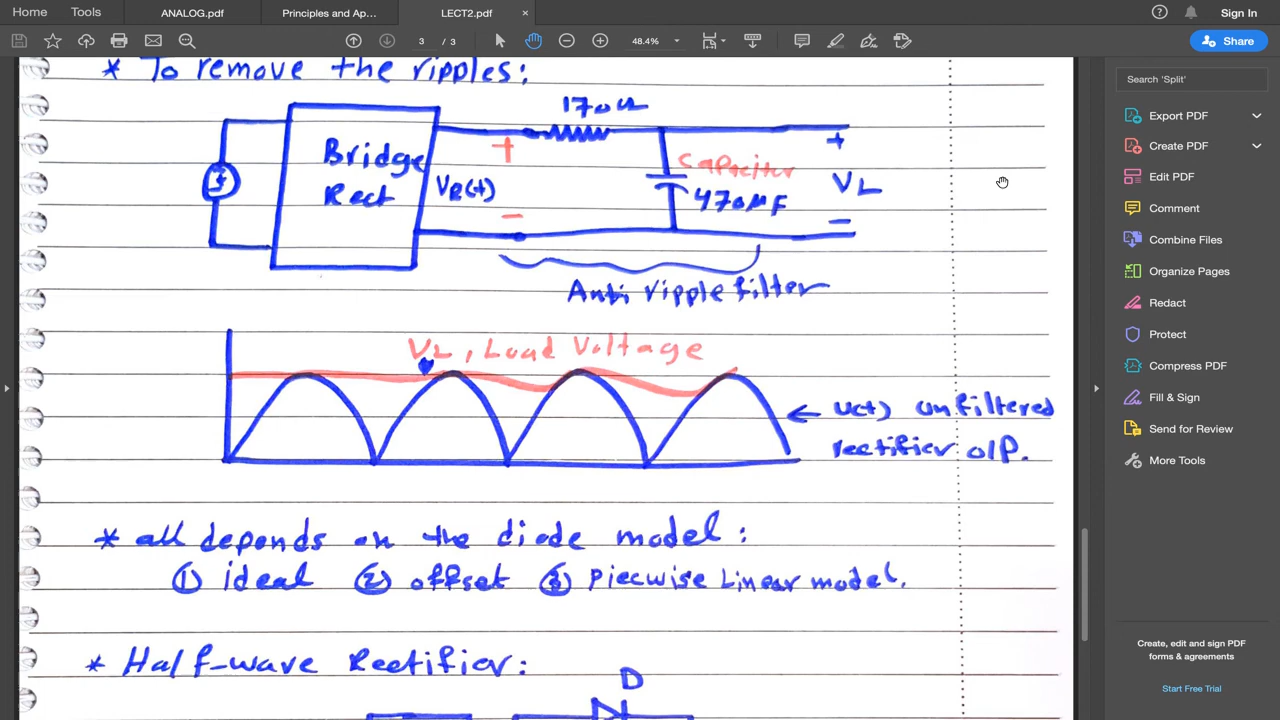 Home Tools ANALOG.pdf Principles and Ap... LECT2.pdf × Sign In
3 / 3 48.4% Share
* To remove the ripples:
170Ω
Bridge
Rect
+
VR(t)
−
Capacitor
470µF
+
VL
−
Anti ripple filter
VL, Load Voltage
← v(t) unfiltered
rectifier o/p.
* all depends on the diode model:
① ideal ② offset ③ Piecwise Linear model.
* Half-wave Rectifier:
D
Search 'Split'
Export PDF
Create PDF
Edit PDF
Comment
Combine Files
Organize Pages
Redact
Protect
Compress PDF
Fill & Sign
Send for Review
More Tools
Create, edit and sign PDF
forms & agreements
Start Free Trial